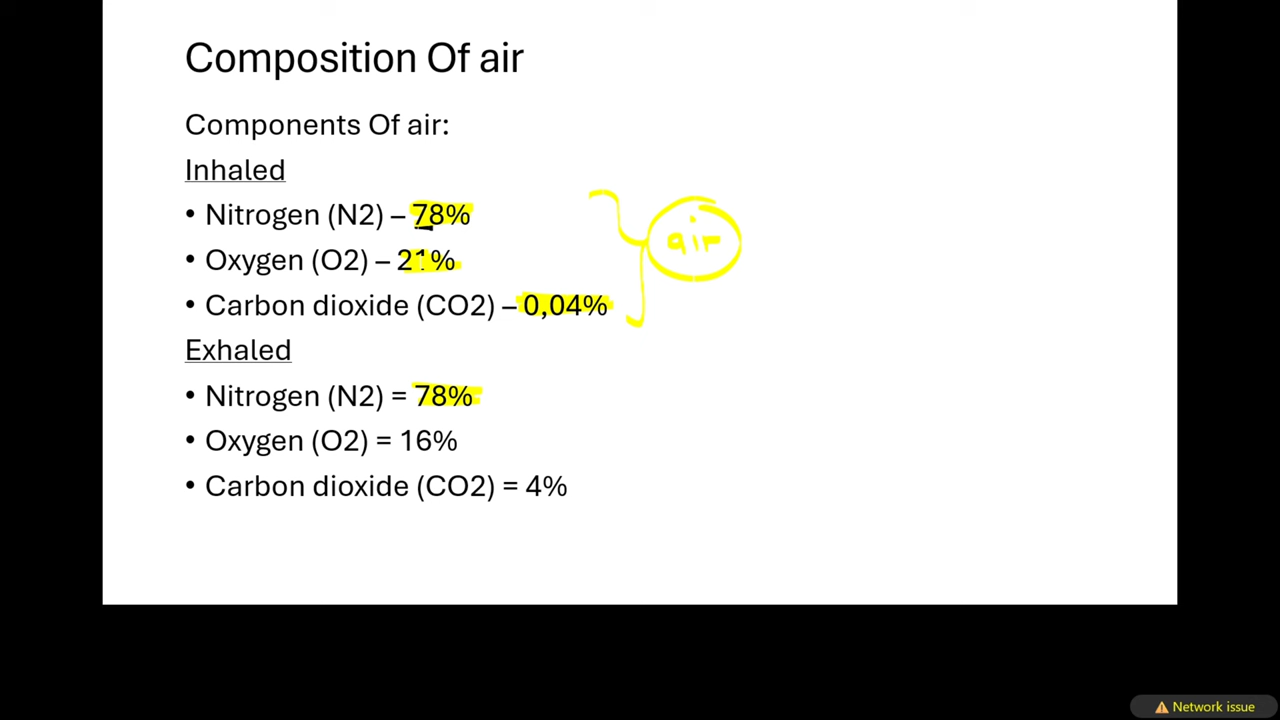 Composition Of air
Components Of air:
Inhaled
• Nitrogen (N2) – 78%
• Oxygen (O2) – 21%
• Carbon dioxide (CO2) – 0,04%
air
Exhaled
• Nitrogen (N2) = 78%
• Oxygen (O2) = 16%
• Carbon dioxide (CO2) = 4%
Network issue